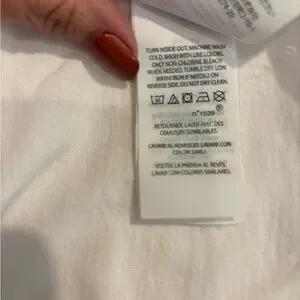 TURN INSIDE OUT, MACHINE WASH
COLD, WASH WITH LIKE COLORS.
ONLY NON-CHLORINE BLEACH
WHEN NEEDED. TUMBLE DRY LOW.
WARM IRON IF NEEDED ON
REVERSE SIDE. DO NOT DRY CLEAN.
n°1529 ®
RETOURNER, LAVER AVEC DES
COULEURS SEMBLABLES.
LAVARE AL ROVESCIO, LAVARE CON
COLORI SIMILI.
VOLTEE LA PRENDA AL REVÉS,
LAVAR CON COLORES SIMILARES.